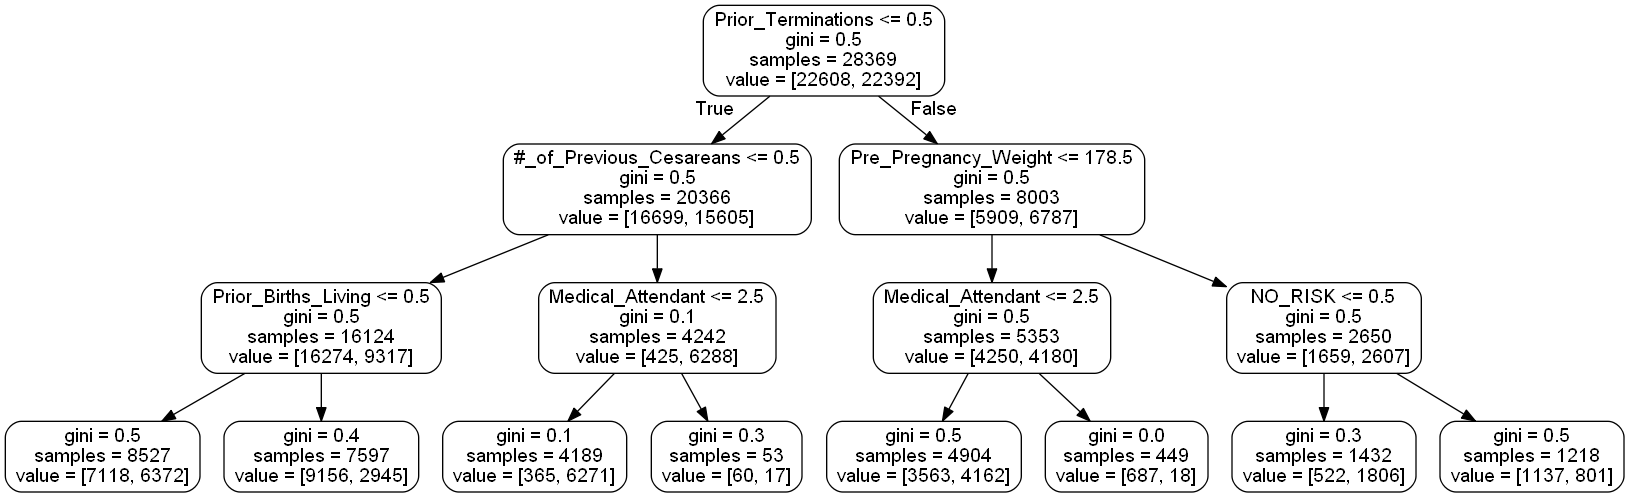 Prior_Terminations <= 0.5
gini = 0.5
samples = 28369
value = [22608, 22392]
True
False
#_of_Previous_Cesareans <= 0.5
gini = 0.5
samples = 20366
value = [16699, 15605]
Pre_Pregnancy_Weight <= 178.5
gini = 0.5
samples = 8003
value = [5909, 6787]
Prior_Births_Living <= 0.5
gini = 0.5
samples = 16124
value = [16274, 9317]
Medical_Attendant <= 2.5
gini = 0.1
samples = 4242
value = [425, 6288]
Medical_Attendant <= 2.5
gini = 0.5
samples = 5353
value = [4250, 4180]
NO_RISK <= 0.5
gini = 0.5
samples = 2650
value = [1659, 2607]
gini = 0.5
samples = 8527
value = [7118, 6372]
gini = 0.4
samples = 7597
value = [9156, 2945]
gini = 0.1
samples = 4189
value = [365, 6271]
gini = 0.3
samples = 53
value = [60, 17]
gini = 0.5
samples = 4904
value = [3563, 4162]
gini = 0.0
samples = 449
value = [687, 18]
gini = 0.3
samples = 1432
value = [522, 1806]
gini = 0.5
samples = 1218
value = [1137, 801]